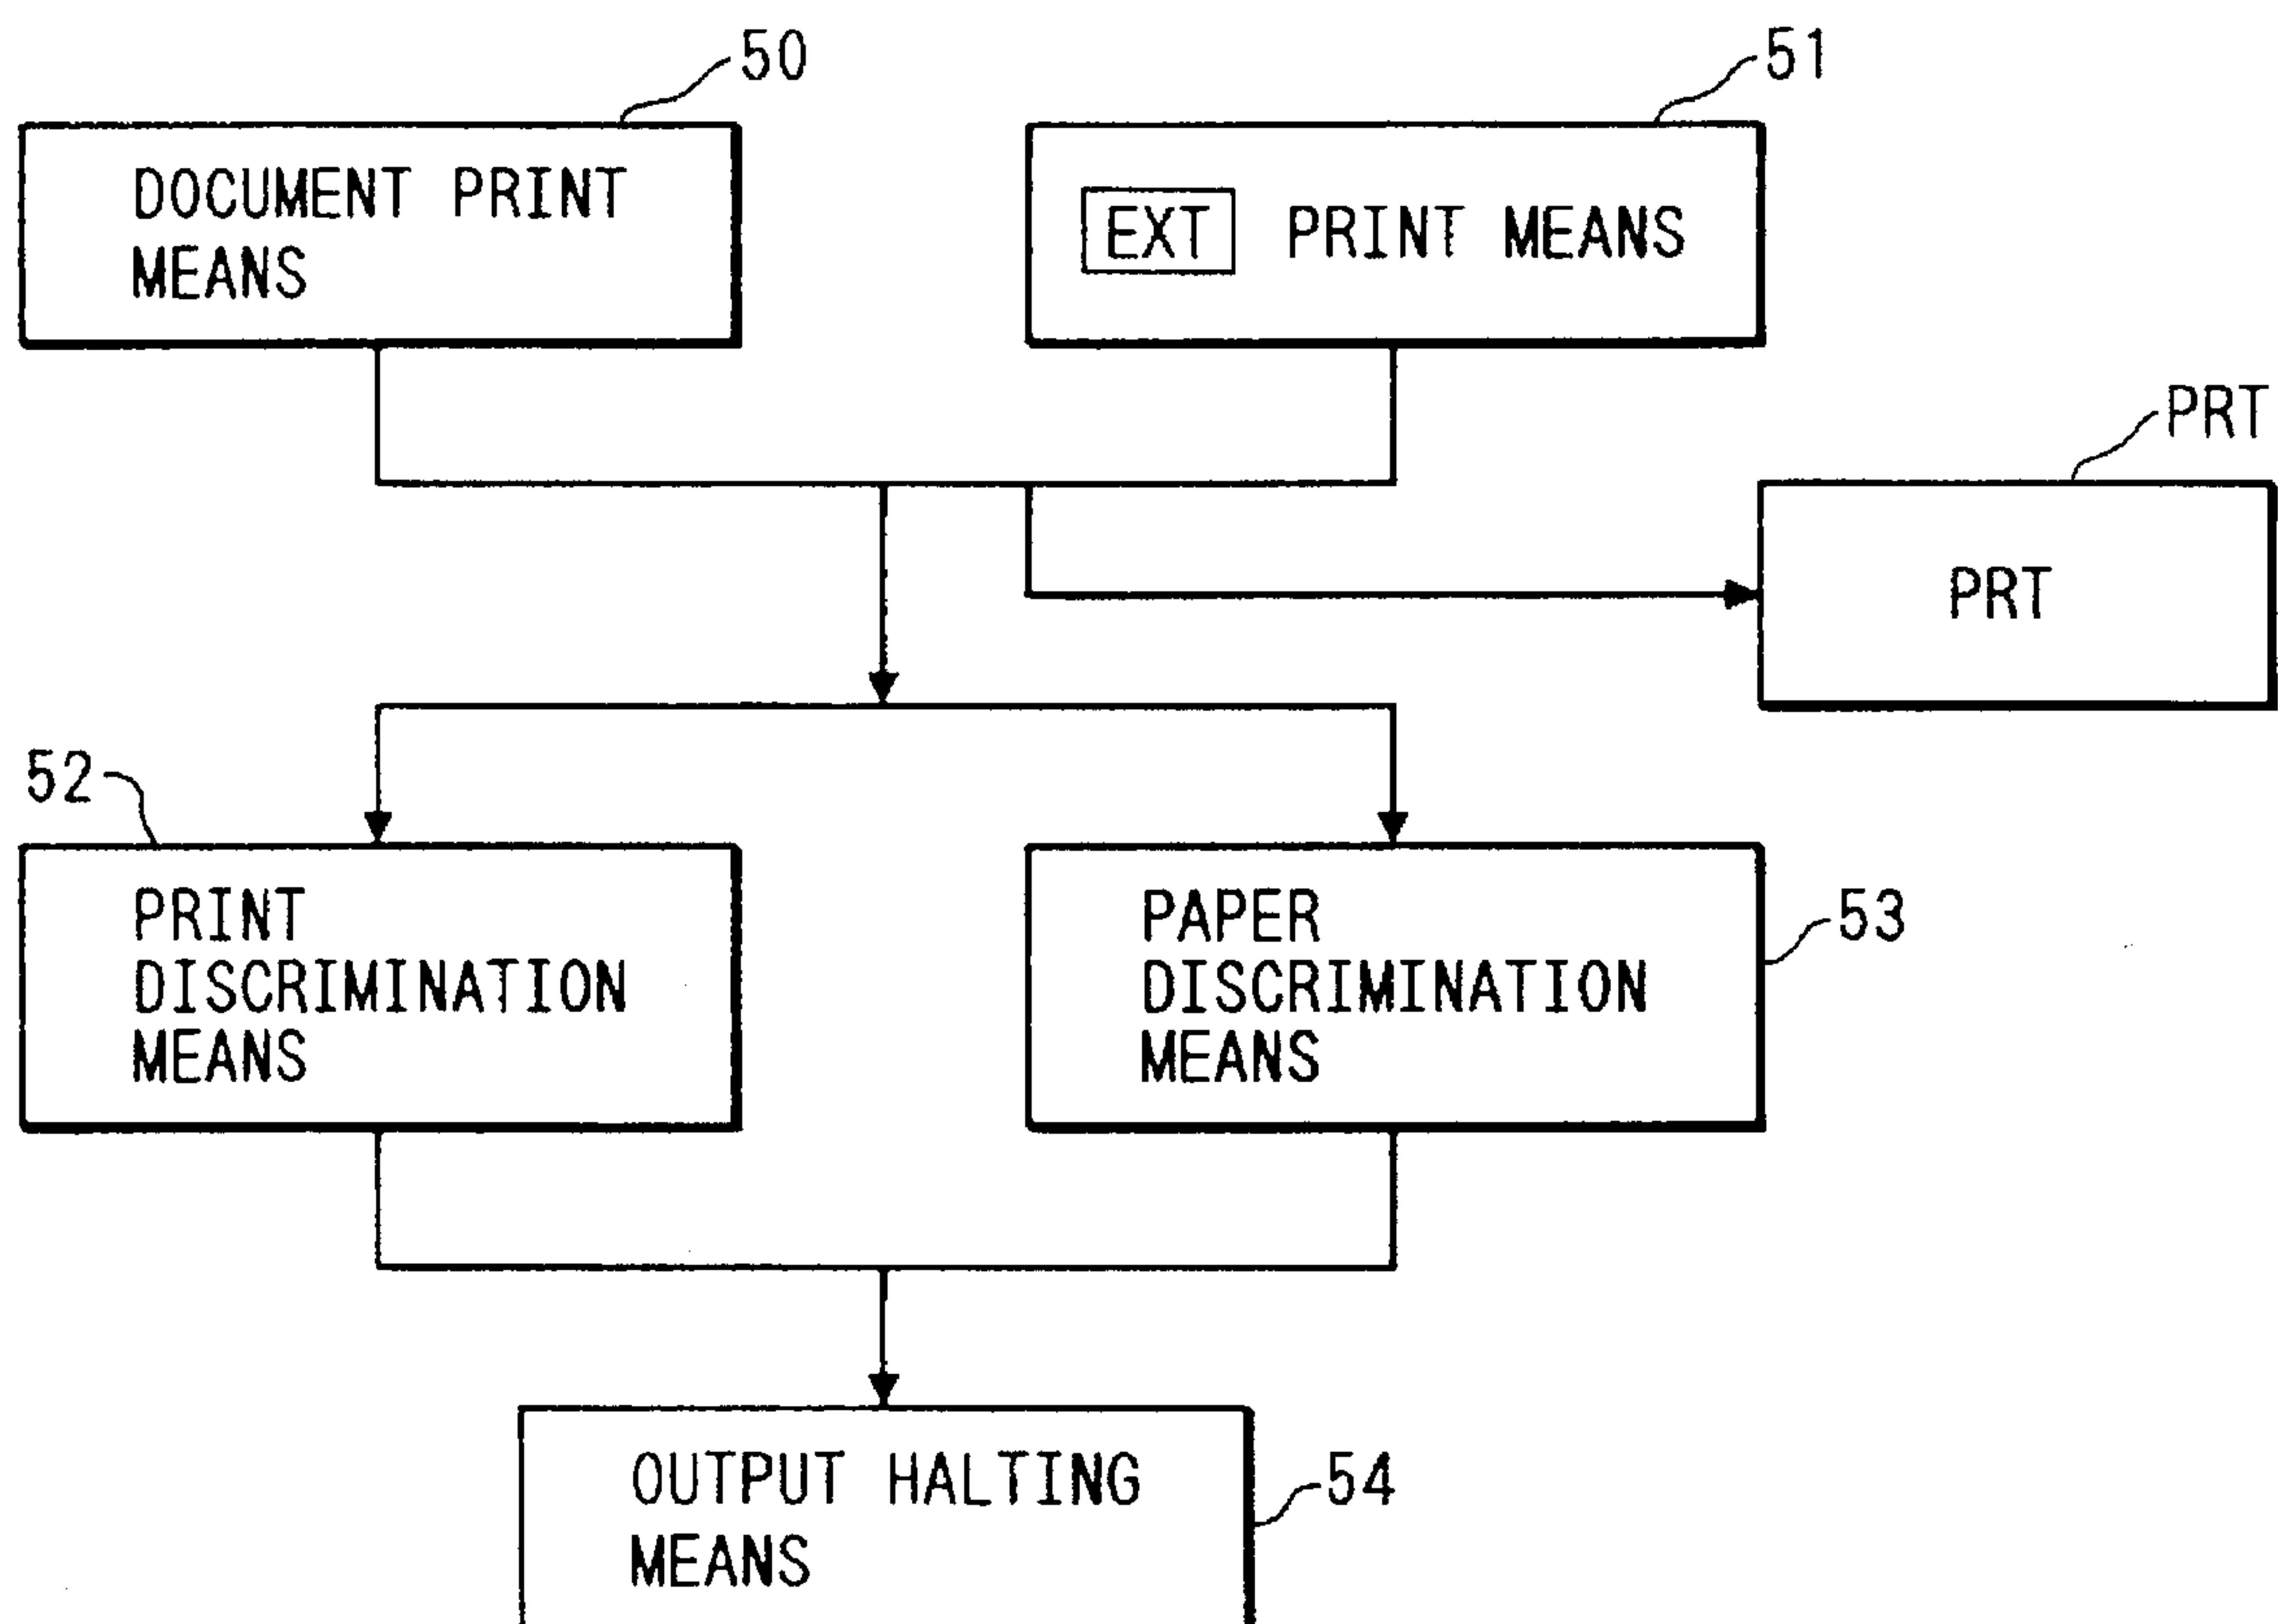 50
51
DOCUMENT PRINT
MEANS
EXT PRINT MEANS
PRT
PRT
52
PRINT
DISCRIMINATION
MEANS
PAPER
DISCRIMINATION
MEANS
53
OUTPUT HALTING
MEANS
54